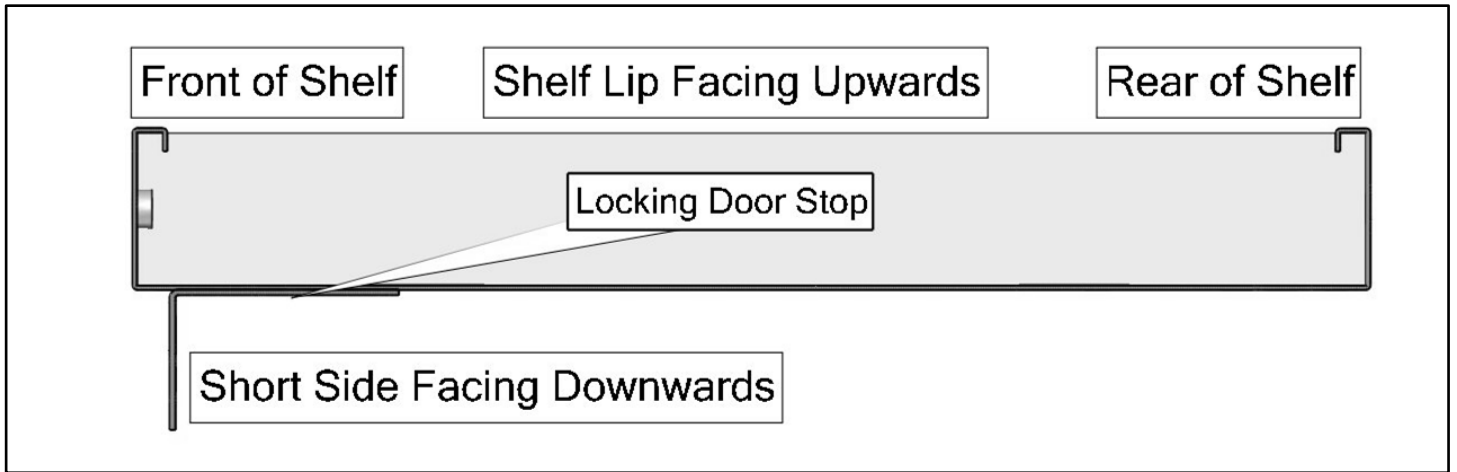 Front of Shelf
Shelf Lip Facing Upwards
Rear of Shelf
Locking Door Stop
Short Side Facing Downwards